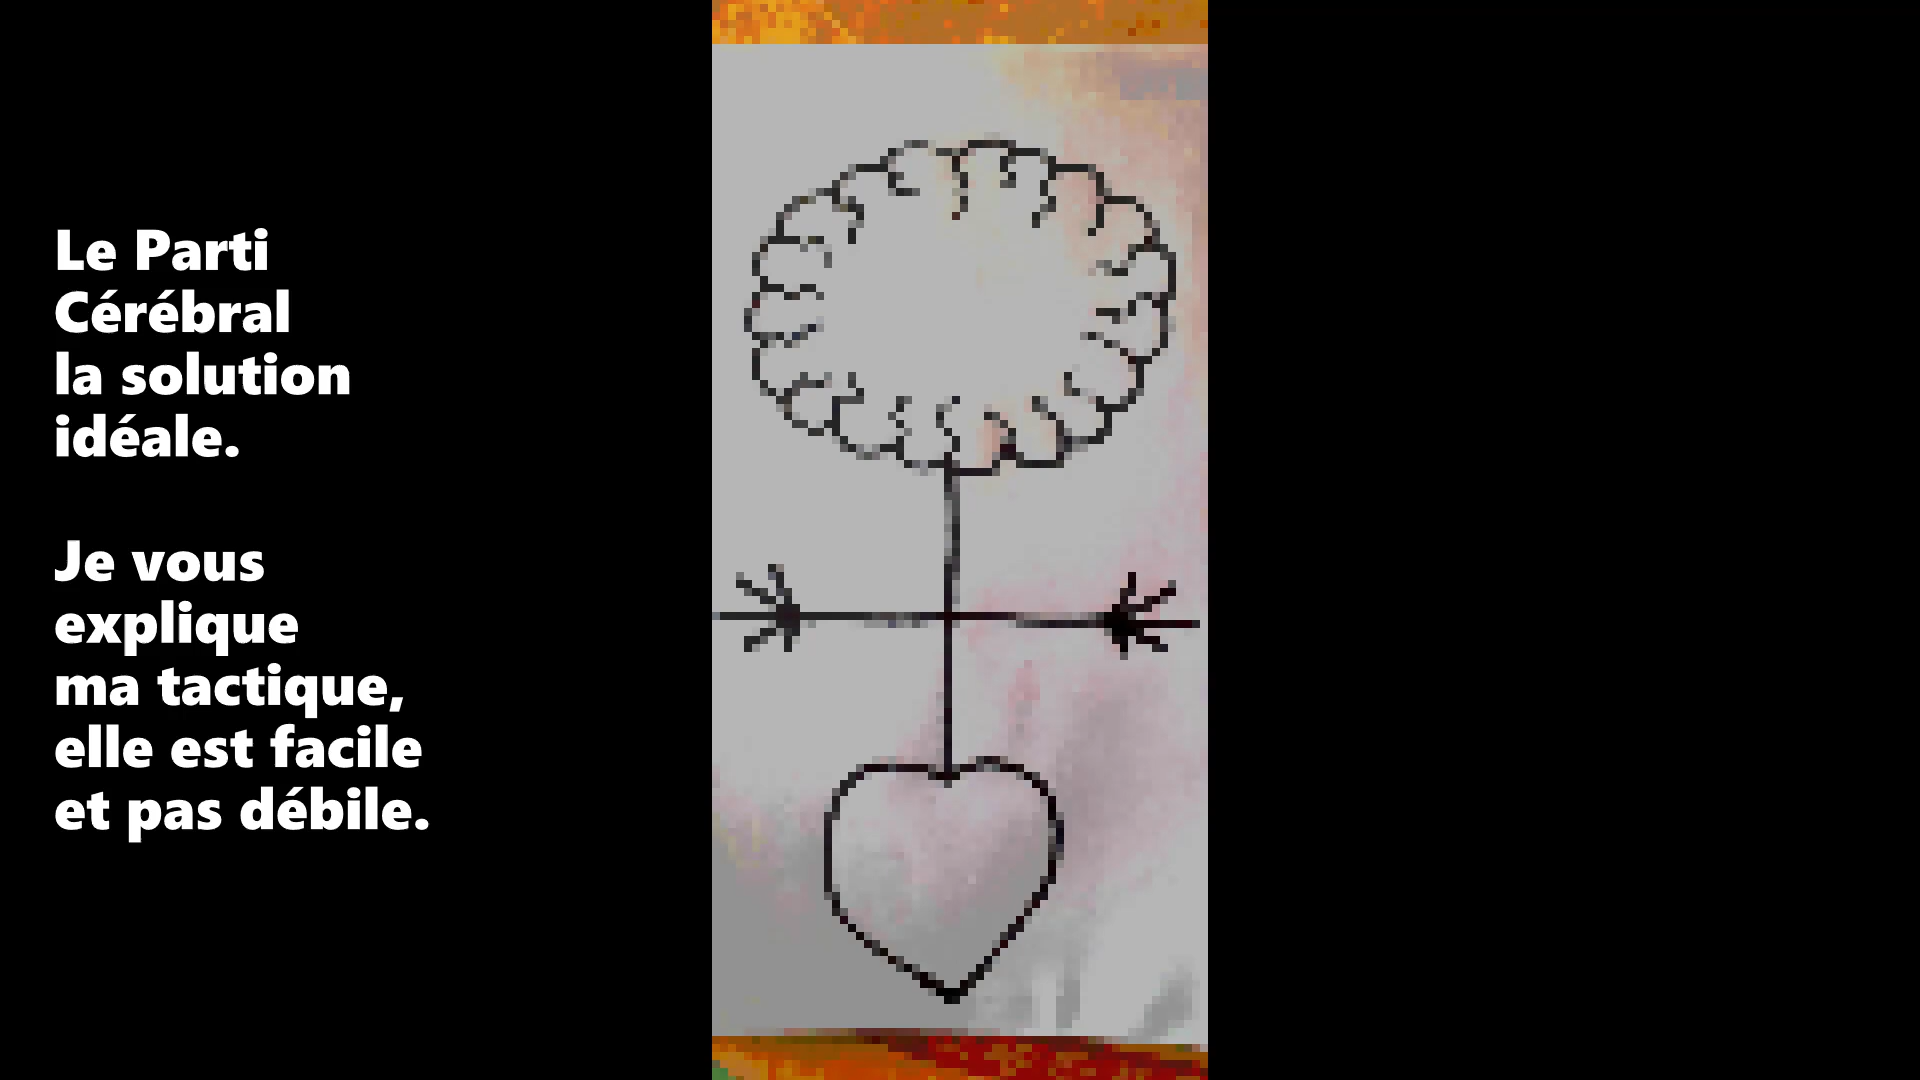 Le Parti
Cérébral
la solution
idéale.
Je vous
explique
ma tactique,
elle est facile
et pas débile.